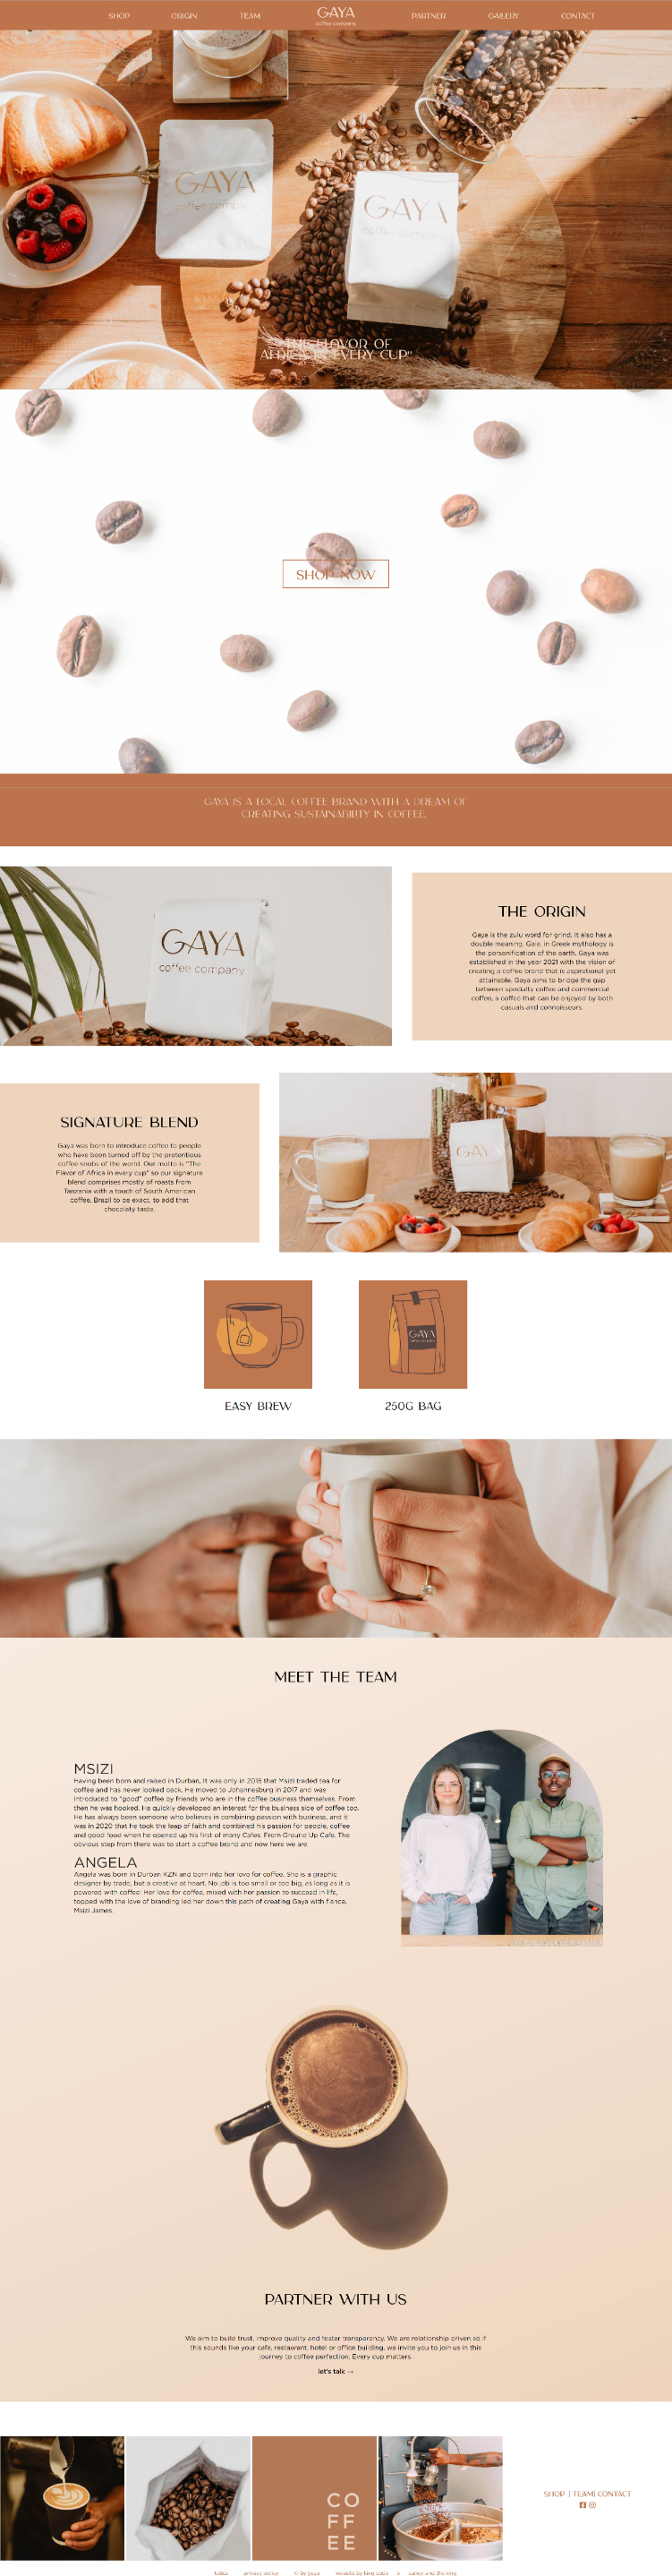 SHOP ORIGIN TEAM GAYA PARTNER GALLERY CONTACT
coffee company
GAYA
coffee company
GAYA
coffee company
"THE FLAVOR OF
AFRICA IN EVERY CUP"
SHOP NOW
GAYA IS A LOCAL COFFEE BRAND WITH A DREAM OF
CREATING SUSTAINABILITY IN COFFEE.
GAYA
coffee company
THE ORIGIN
Gaya is the zulu word for grind. It also has a
double meaning. Gaia, in Greek mythology is
the personification of the earth. Gaya was
established in the year 2021 with the vision of
creating a coffee brand that is aspirational yet
attainable. Gaya aims to bridge the gap
between specialty coffee and commercial
coffee, a coffee that can be enjoyed by both
casuals and connoisseurs.
SIGNATURE BLEND
Gaya was born to introduce coffee to people
who have been turned off by the pretentious
coffee snobs of the world. Our motto is "The
Flavor of Africa in every cup" so our signature
blend comprises mostly of roasts from
Tanzania with a touch of South American
coffee, Brazil to be exact, to add that
chocolaty taste.
GAYA
GAYA
EASY BREW
250G BAG
MEET THE TEAM
MSIZI
Having been born and raised in Durban, it was only in 2018 that Msizi traded tea for
coffee and has never looked back. He moved to Johannesburg in 2017 and was
introduced to "good" coffee by friends who are in the coffee business themselves. From
then he was hooked. He quickly developed an interest for the business side of coffee too.
He has always been someone who believes in combining passion with business, and it
was in 2020 that he took the leap of faith and combined his passion for people, coffee
and good food when he opened up his first of many Cafes, From Ground Up Cafe. The
obvious step from there was to start a coffee brand and now here we are.
ANGELA
Angela was born in Durban KZN and born into her love for coffee. She is a graphic
designer by trade, but a creative at heart. No job is too small or too big, as long as it is
powered with coffee! Her love for coffee, mixed with her passion to succeed in life,
topped with the love of branding led her down this path of creating Gaya with fiance,
Msizi James.
PARTNER WITH US
We aim to build trust, improve quality and foster transparency. We are relationship driven so if
this sounds like your cafe, restaurant, hotel or office building, we invite you to join us in this
journey to coffee perfection. Every cup matters.
let's talk →
CO
FF
EE
SHOP | TEAM| CONTACT
privacy policy © by gaya website by king code x candy and the king